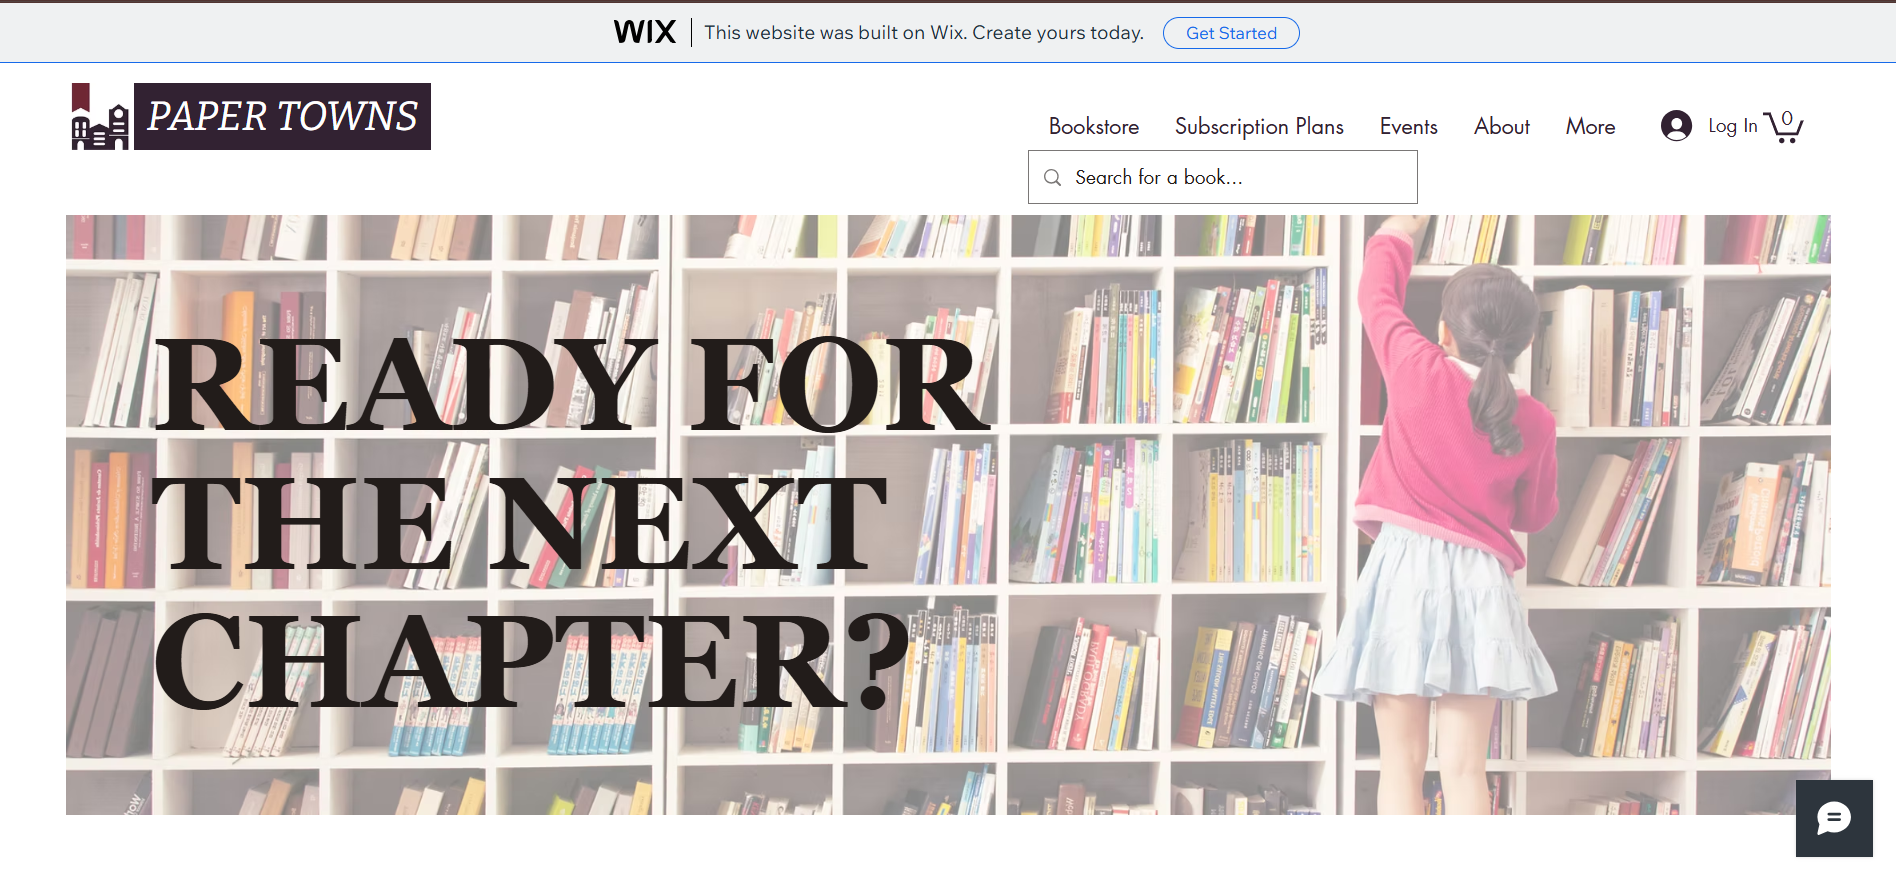 WIX This website was built on Wix. Create yours today. Get Started
PAPER TOWNS
Bookstore Subscription Plans Events About More Log In 0
Search for a book...
READY FOR
THE NEXT
CHAPTER?